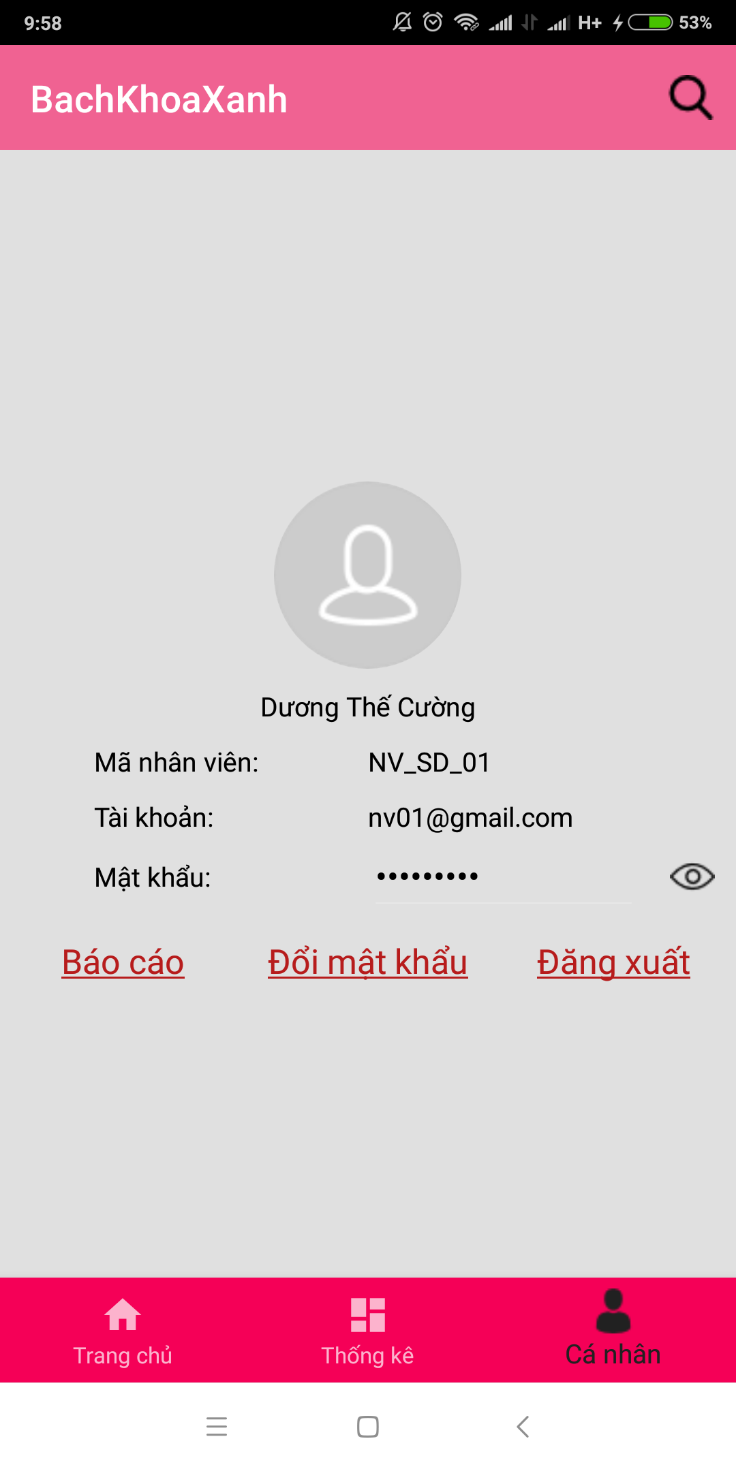 9:58 H+ 53%
BachKhoaXanh
Dương Thế Cường
Mã nhân viên: NV_SD_01
Tài khoản: nv01@gmail.com
Mật khẩu: •••••••••
Báo cáo Đổi mật khẩu Đăng xuất
Trang chủ Thống kê Cá nhân